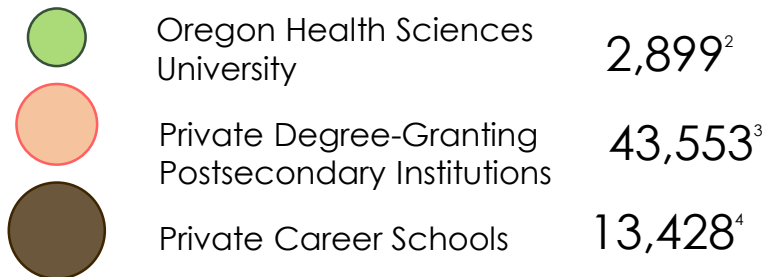 Oregon Health Sciences
University
2,899²
Private Degree-Granting
Postsecondary Institutions
43,553³
Private Career Schools
13,428⁴